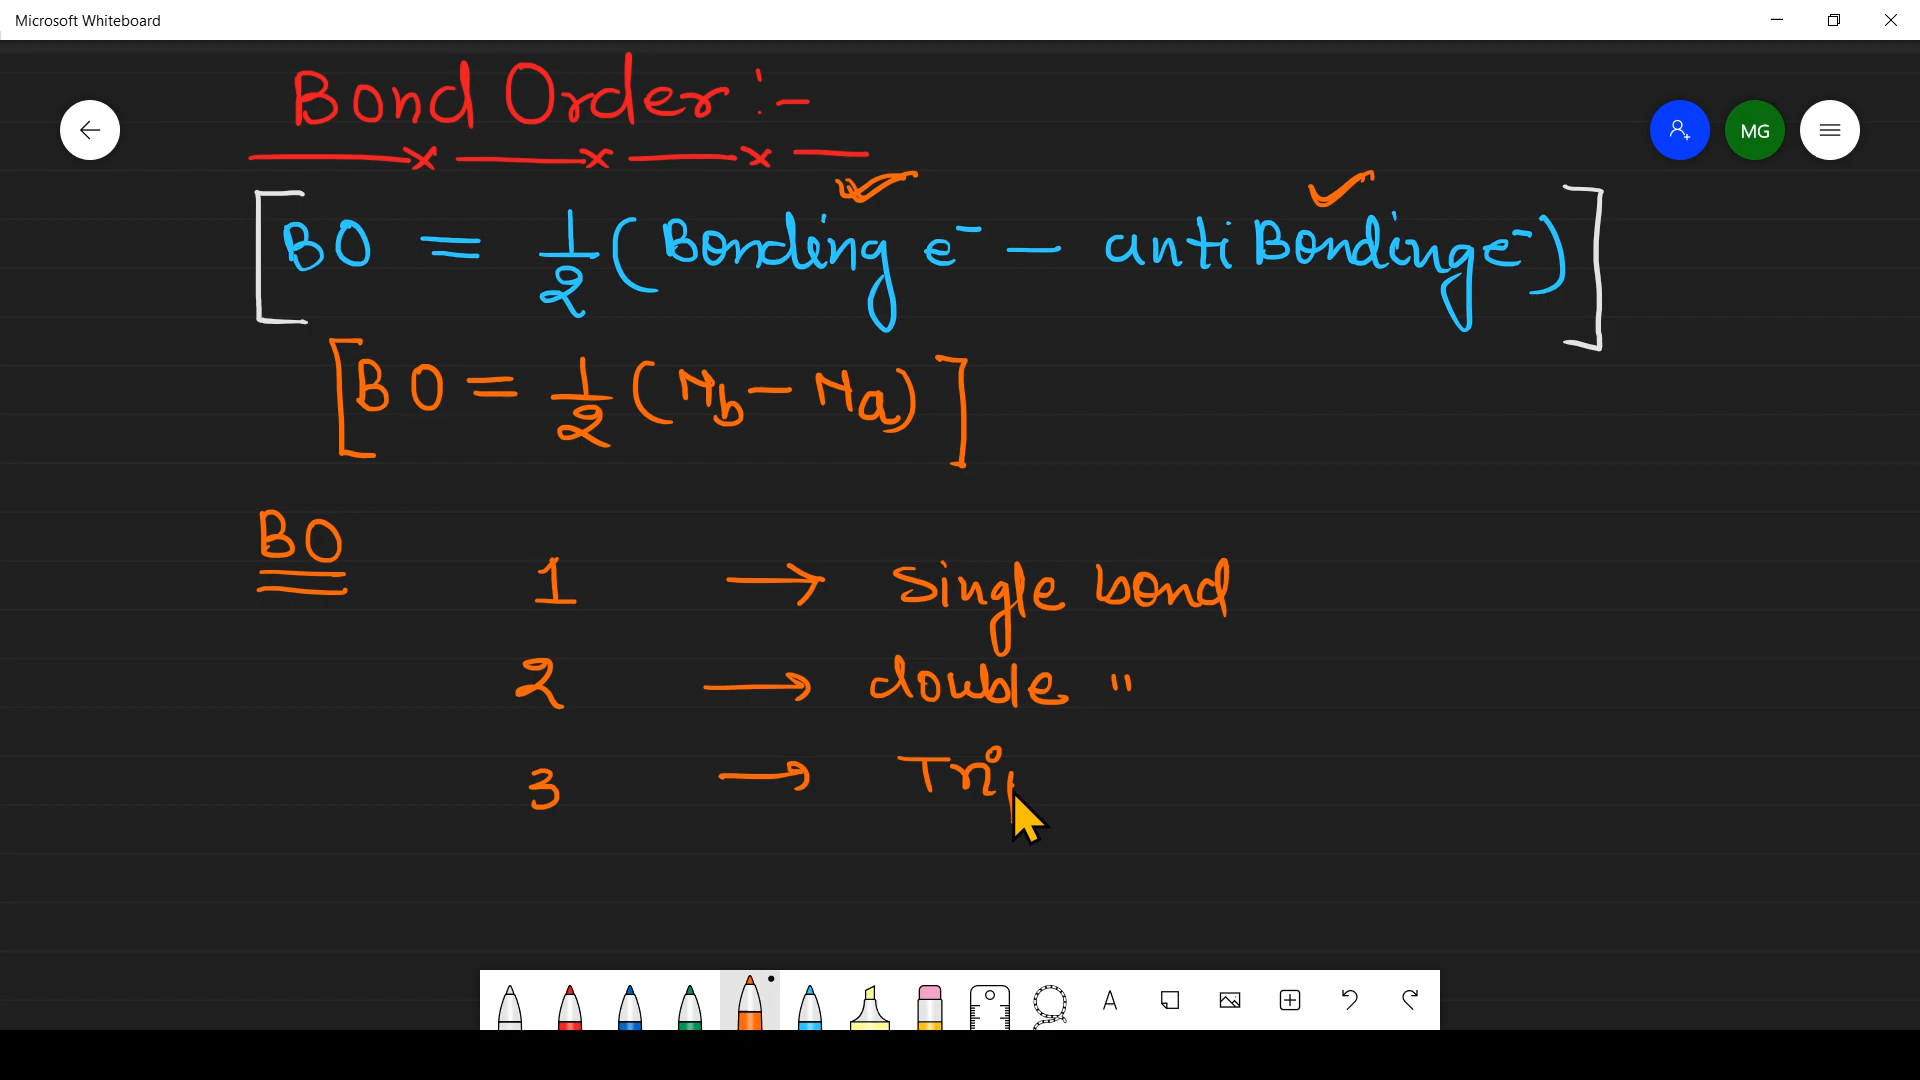 Microsoft Whiteboard
Bond Order :-
MG
[BO = 1/2 (Bonding e⁻ - anti Bonding e⁻)]
[BO = 1/2 (Nb - Na)]
BO
1 → Single bond
2 → double "
3 → Trip
A